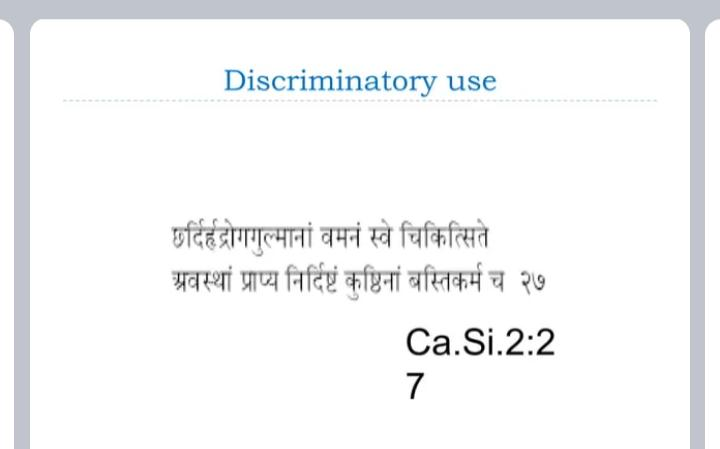 Discriminatory use
छर्दिर्हृद्रोगगुल्मानां वमनं स्वे चिकित्सिते
अवस्थां प्राप्य निर्दिष्टं कुष्ठिनां बस्तिकर्म च २७
Ca.Si.2:2
7